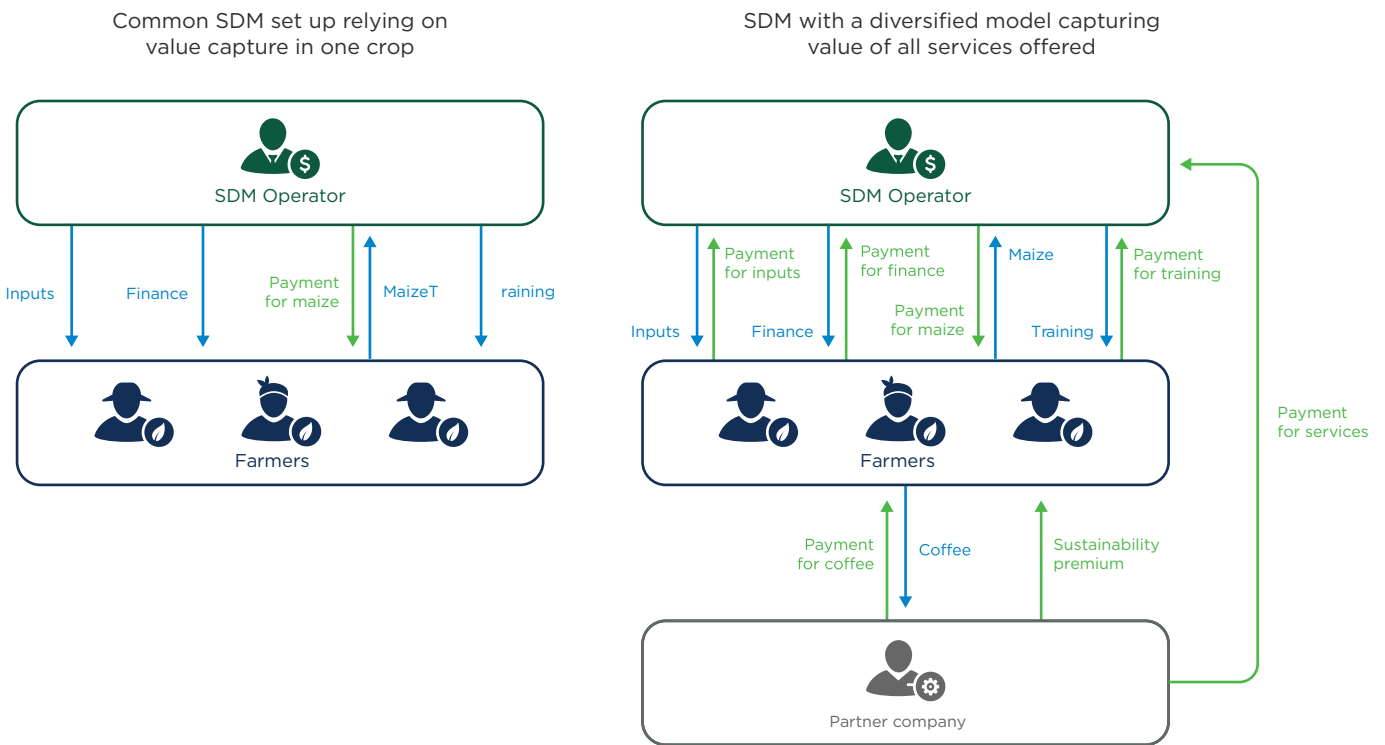 Common SDM set up relying on
value capture in one crop
SDM Operator
Inputs
Finance
Payment
for maize
MaizeT
raining
Farmers
SDM with a diversified model capturing
value of all services offered
SDM Operator
Payment
for inputs
Payment
for finance
Maize
Payment
for training
Inputs
Finance
Payment
for maize
Training
Farmers
Payment
for services
Payment
for coffee
Coffee
Sustainability
premium
Partner company